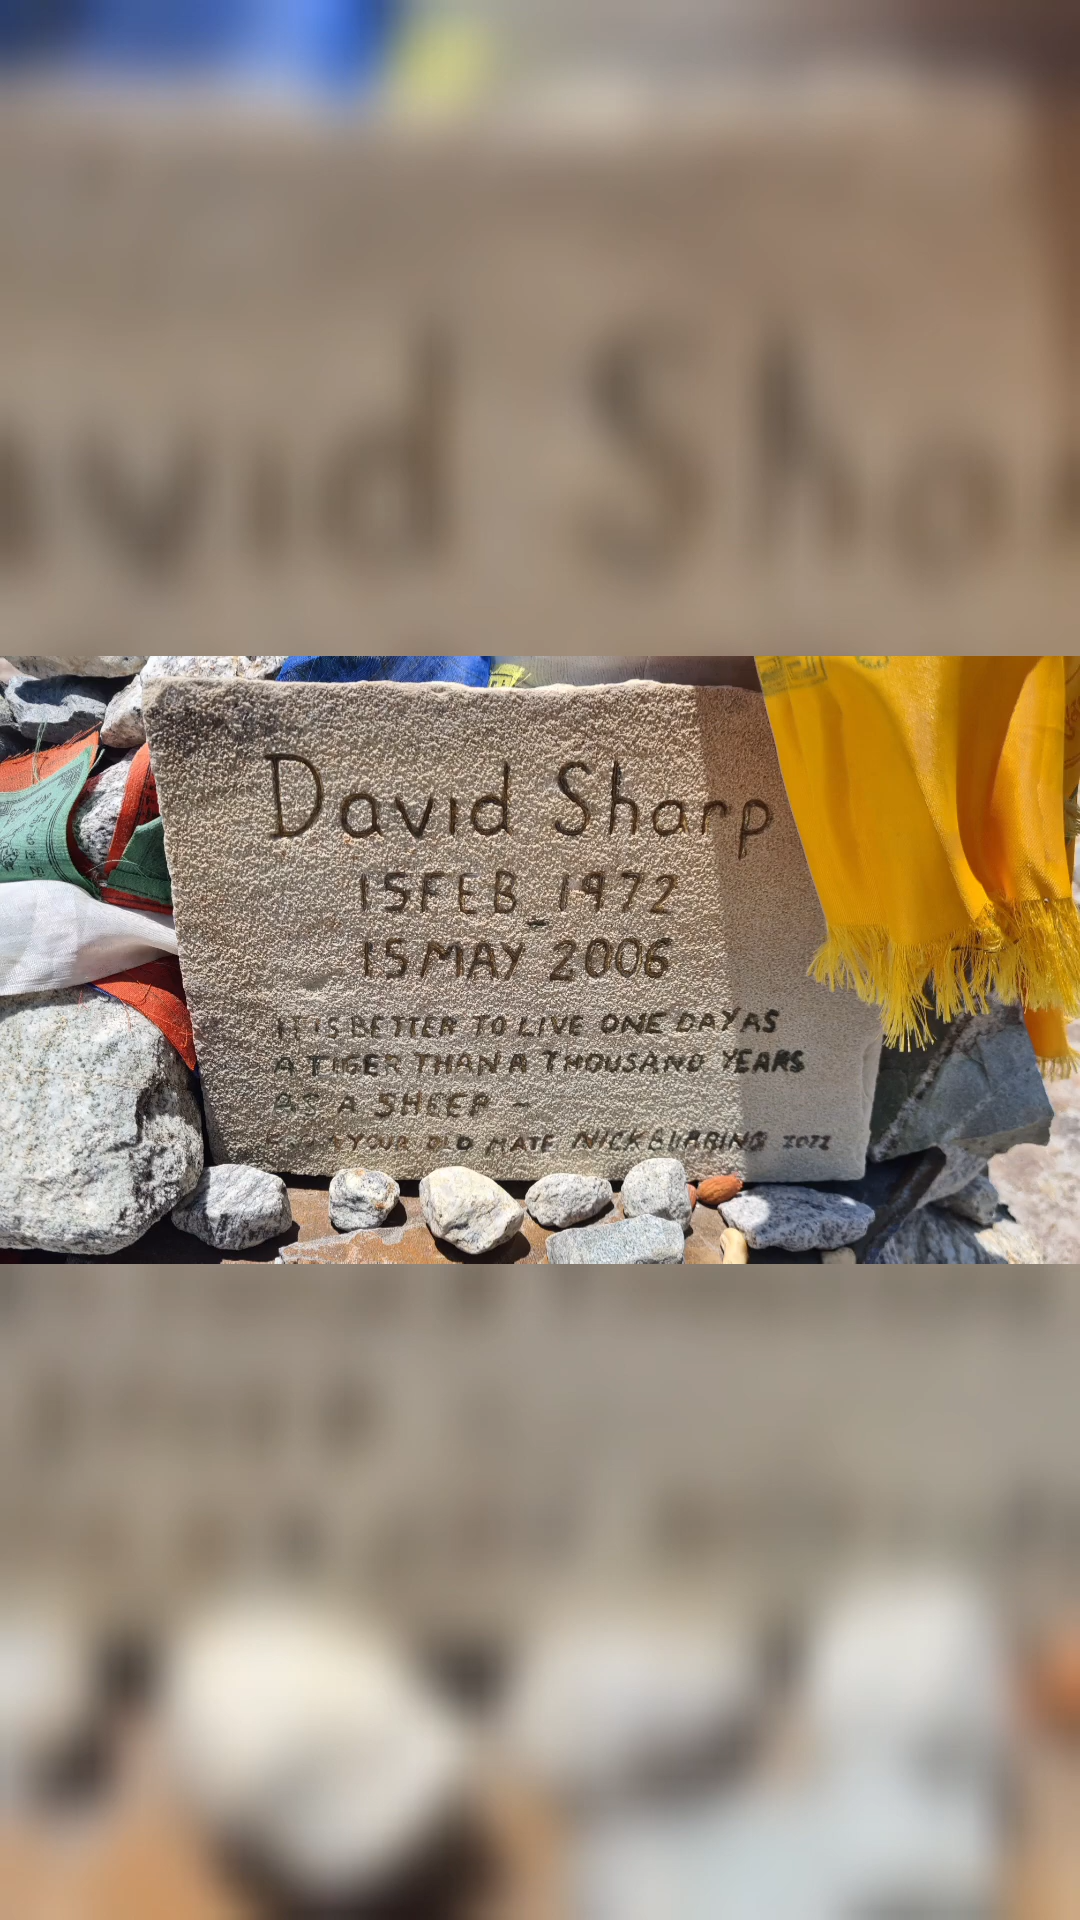 David Sharp
15 FEB 1972
-
15 MAY 2006
IT IS BETTER TO LIVE ONE DAY AS
A TIGER THAN A THOUSAND YEARS
AS A SHEEP -
YOUR OLD MATE NICK 2022